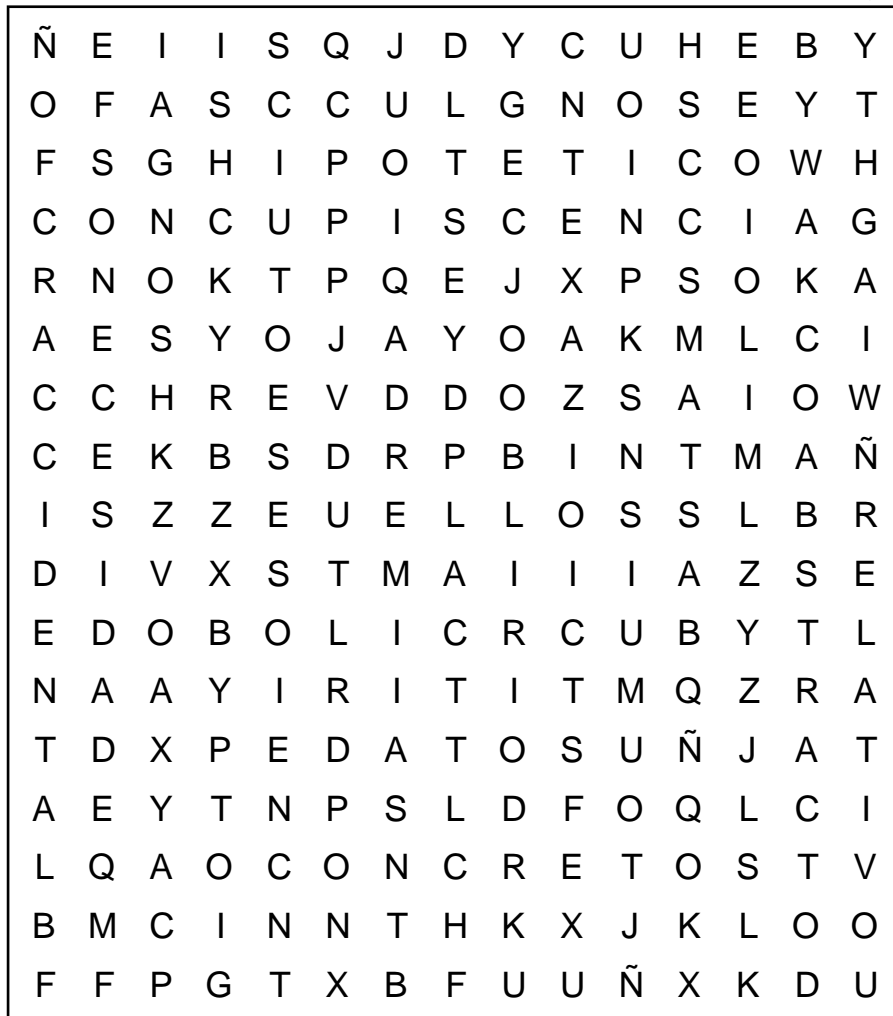 Ñ E I I S Q J D Y C U H E B Y
O F A S C C U L G N O S E Y T
F S G H I P O T E T I C O W H
C O N C U P I S C E N C I A G
R N O K T P Q E J X P S O K A
A E S Y O J A Y O A K M L C I
C C H R E V D D O Z S A I O W
C E K B S D R P B I N T M A Ñ
I S Z Z E U E L L O S S L B R
D I V X S T M A I I I A Z S E
E D O B O L I C R C U B Y T L
N A A Y I R I T I T M Q Z R A
T D X P E D A T O S U Ñ J A T
A E Y T N P S L D F O Q L C I
L Q A O C O N C R E T O S T V
B M C I N N T H K X J K L O O
F F P G T X B F U U Ñ X K D U